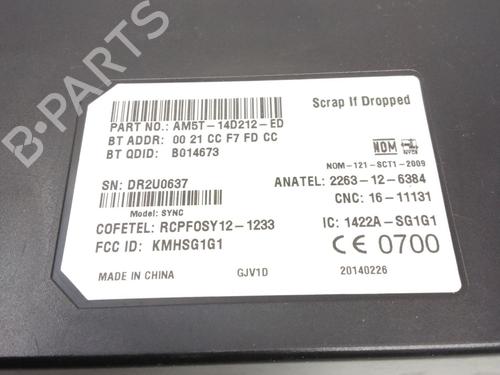 B-PARTS
Scrap If Dropped
PART NO.: AM5T-14D212-ED
BT ADDR: 00 21 CC F7 FD CC
BT QDID: B014673
NOM
NYCE
NOM-121-SCT1-2009
SN: DR2U0637
ANATEL: 2263-12-6384
CNC: 16-11131
Model: SYNC
COFETEL: RCPFOSY12-1233
IC: 1422A-SG1G1
FCC ID: KMHSG1G1
CE 0700
MADE IN CHINA
GJV1D
20140226